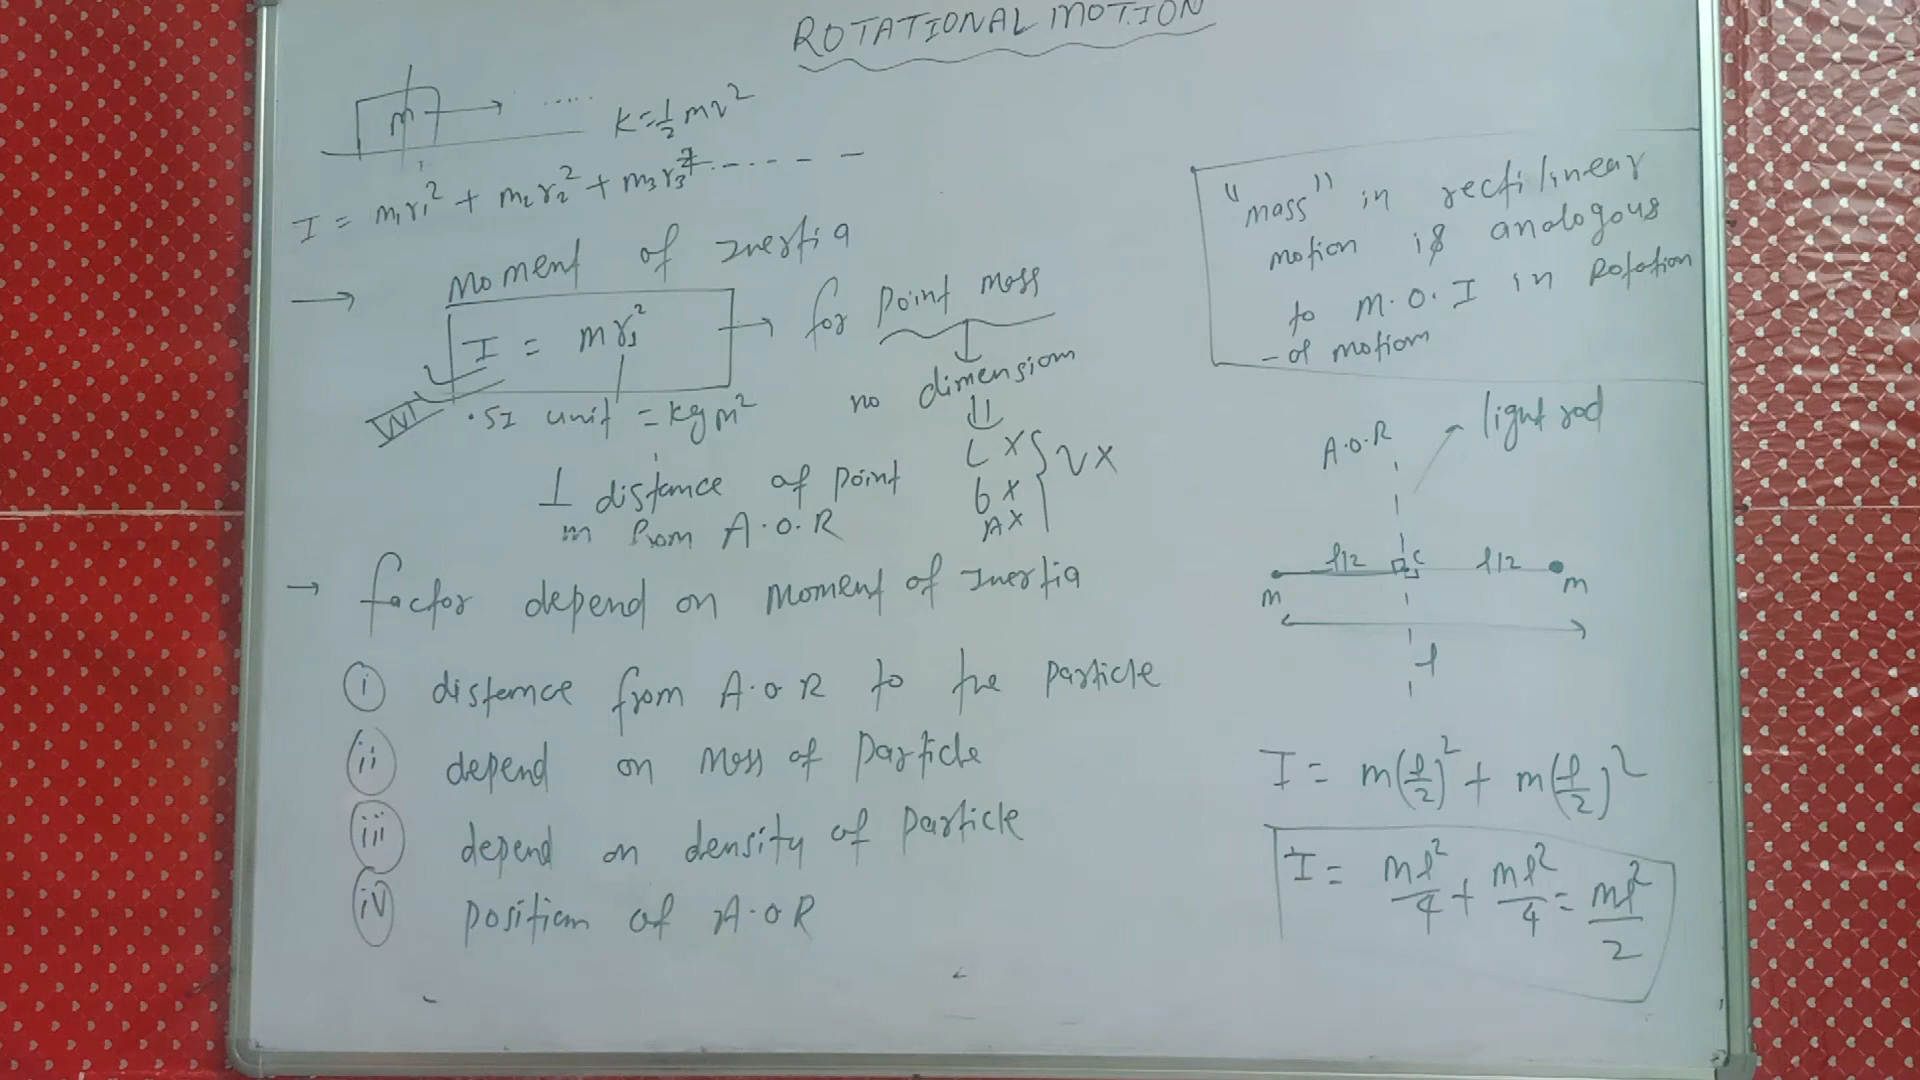 ROTATIONAL MOTION
m
K = 1/2 mv²
I = m₁r₁² + m₂r₂² + m₃r₃² .------
→ Moment of Inertia
I = mr₁² → for point mass
no dimension
L X
b X
A X
V X
.SI unit = kgm²
⊥ distance of point
m from A.O.R
→ factor depend on Moment of Inertia
(i) distance from A.O.R to the particle
(ii) depend on Mass of particle
(iii) depend on density of particle
(iv) position of A.O.R
"mass" in rectilinear
motion is analogous
to M.O.I in Rotation
-al motion
A.O.R
light rod
l/2 C l/2
m m
l
I = m(l/2)² + m(l/2)²
I = ml²/4 + ml²/4 = ml²/2